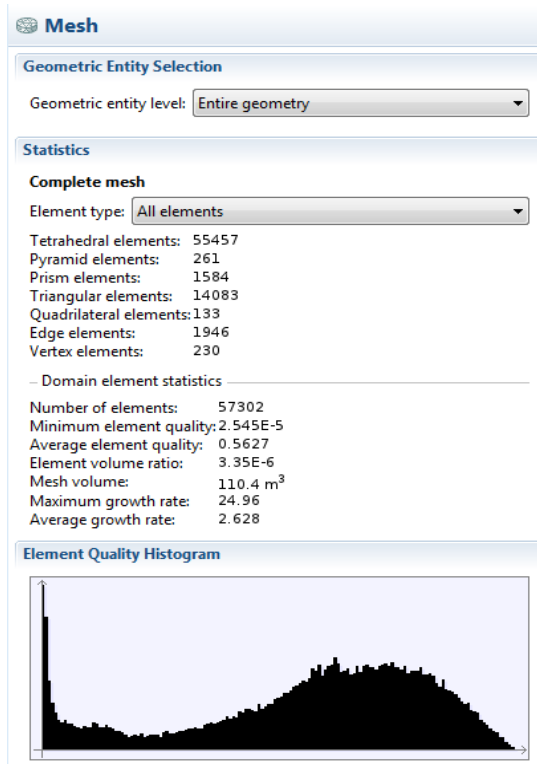 Mesh
Geometric Entity Selection
Geometric entity level: Entire geometry
Statistics
Complete mesh
Element type: All elements
Tetrahedral elements: 55457
Pyramid elements: 261
Prism elements: 1584
Triangular elements: 14083
Quadrilateral elements: 133
Edge elements: 1946
Vertex elements: 230
Domain element statistics
Number of elements: 57302
Minimum element quality: 2.545E-5
Average element quality: 0.5627
Element volume ratio: 3.35E-6
Mesh volume: 110.4 m³
Maximum growth rate: 24.96
Average growth rate: 2.628
Element Quality Histogram